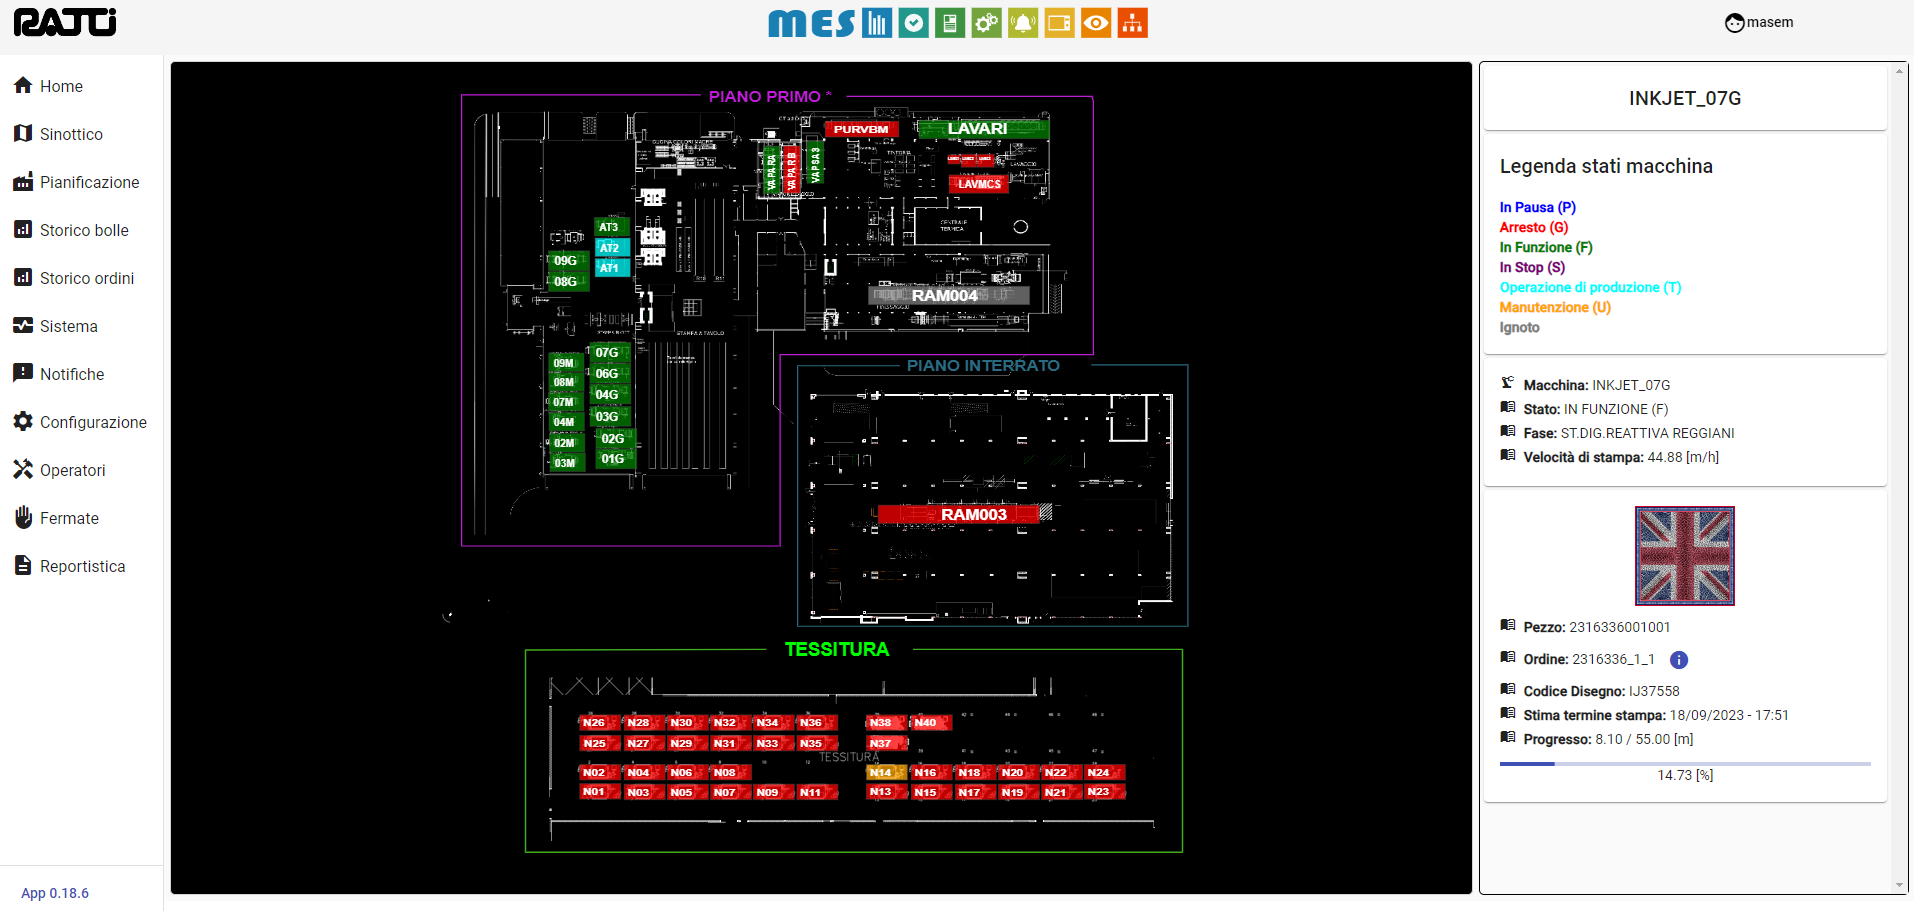 RATTI
MES
masem
Home
Sinottico
Pianificazione
Storico bolle
Storico ordini
Sistema
Notifiche
Configurazione
Operatori
Fermate
Reportistica
App 0.18.6
PIANO PRIMO *
PURVBM
LAVARI
VAPARA
VAPARB
VAPSA3
LAVMCS
CENTRALE
TERMICA
AT3
AT2
AT1
09G
08G
RAM004
STAMPA A TAVOLO
07G
06G
04G
03G
02G
01G
09M
08M
07M
04M
02M
03M
PIANO INTERRATO
RAM003
TESSITURA
N26 N28 N30 N32 N34 N36 N38 N40
N25 N27 N29 N31 N33 N35 N37
TESSITURA
N02 N04 N06 N08 N14 N16 N18 N20 N22 N24
N01 N03 N05 N07 N09 N11 N13 N15 N17 N19 N21 N23
INKJET_07G
Legenda stati macchina
In Pausa (P)
Arresto (G)
In Funzione (F)
In Stop (S)
Operazione di produzione (T)
Manutenzione (U)
Ignoto
Macchina: INKJET_07G
Stato: IN FUNZIONE (F)
Fase: ST.DIG.REATTIVA REGGIANI
Velocità di stampa: 44.88 [m/h]
Pezzo: 2316336001001
Ordine: 2316336_1_1
Codice Disegno: IJ37558
Stima termine stampa: 18/09/2023 - 17:51
Progresso: 8.10 / 55.00 [m]
14.73 [%]